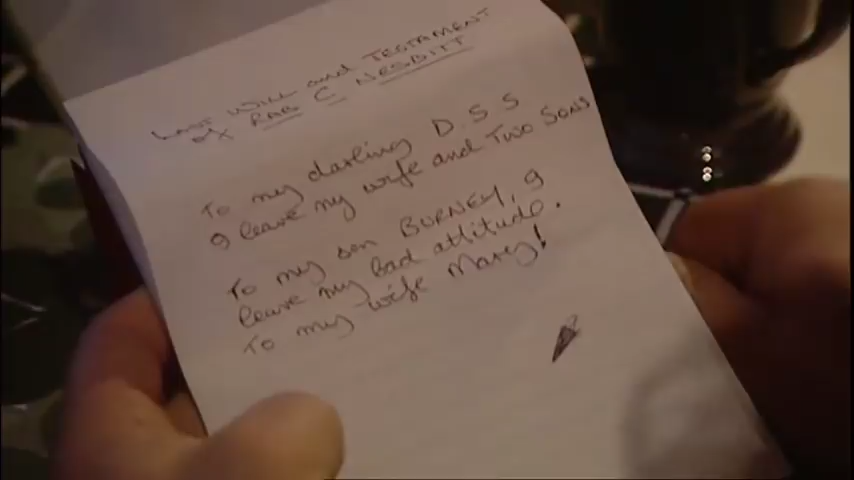 Last Will and TESTAMENT
of RAB C NESBITT
To my darling D.S.S
I leave my wife and Two Sons
To my son BURNEY, I
leave my bad attitude.
To my wife Mary!